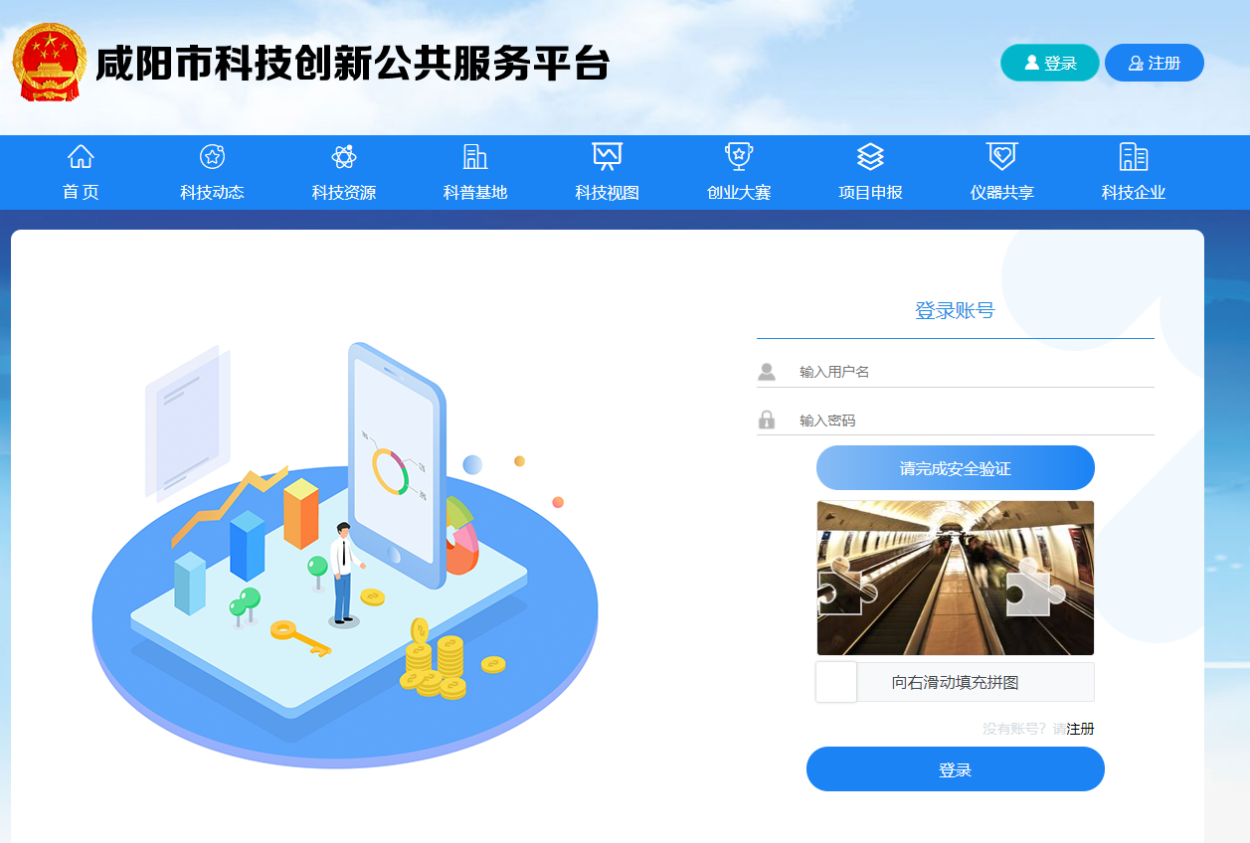 咸阳市科技创新公共服务平台
登录
注册
首 页
科技动态
科技资源
科普基地
科技视图
创业大赛
项目申报
仪器共享
科技企业
登录账号
输入用户名
输入密码
请完成安全验证
向右滑动填充拼图
没有账号？请注册
登录